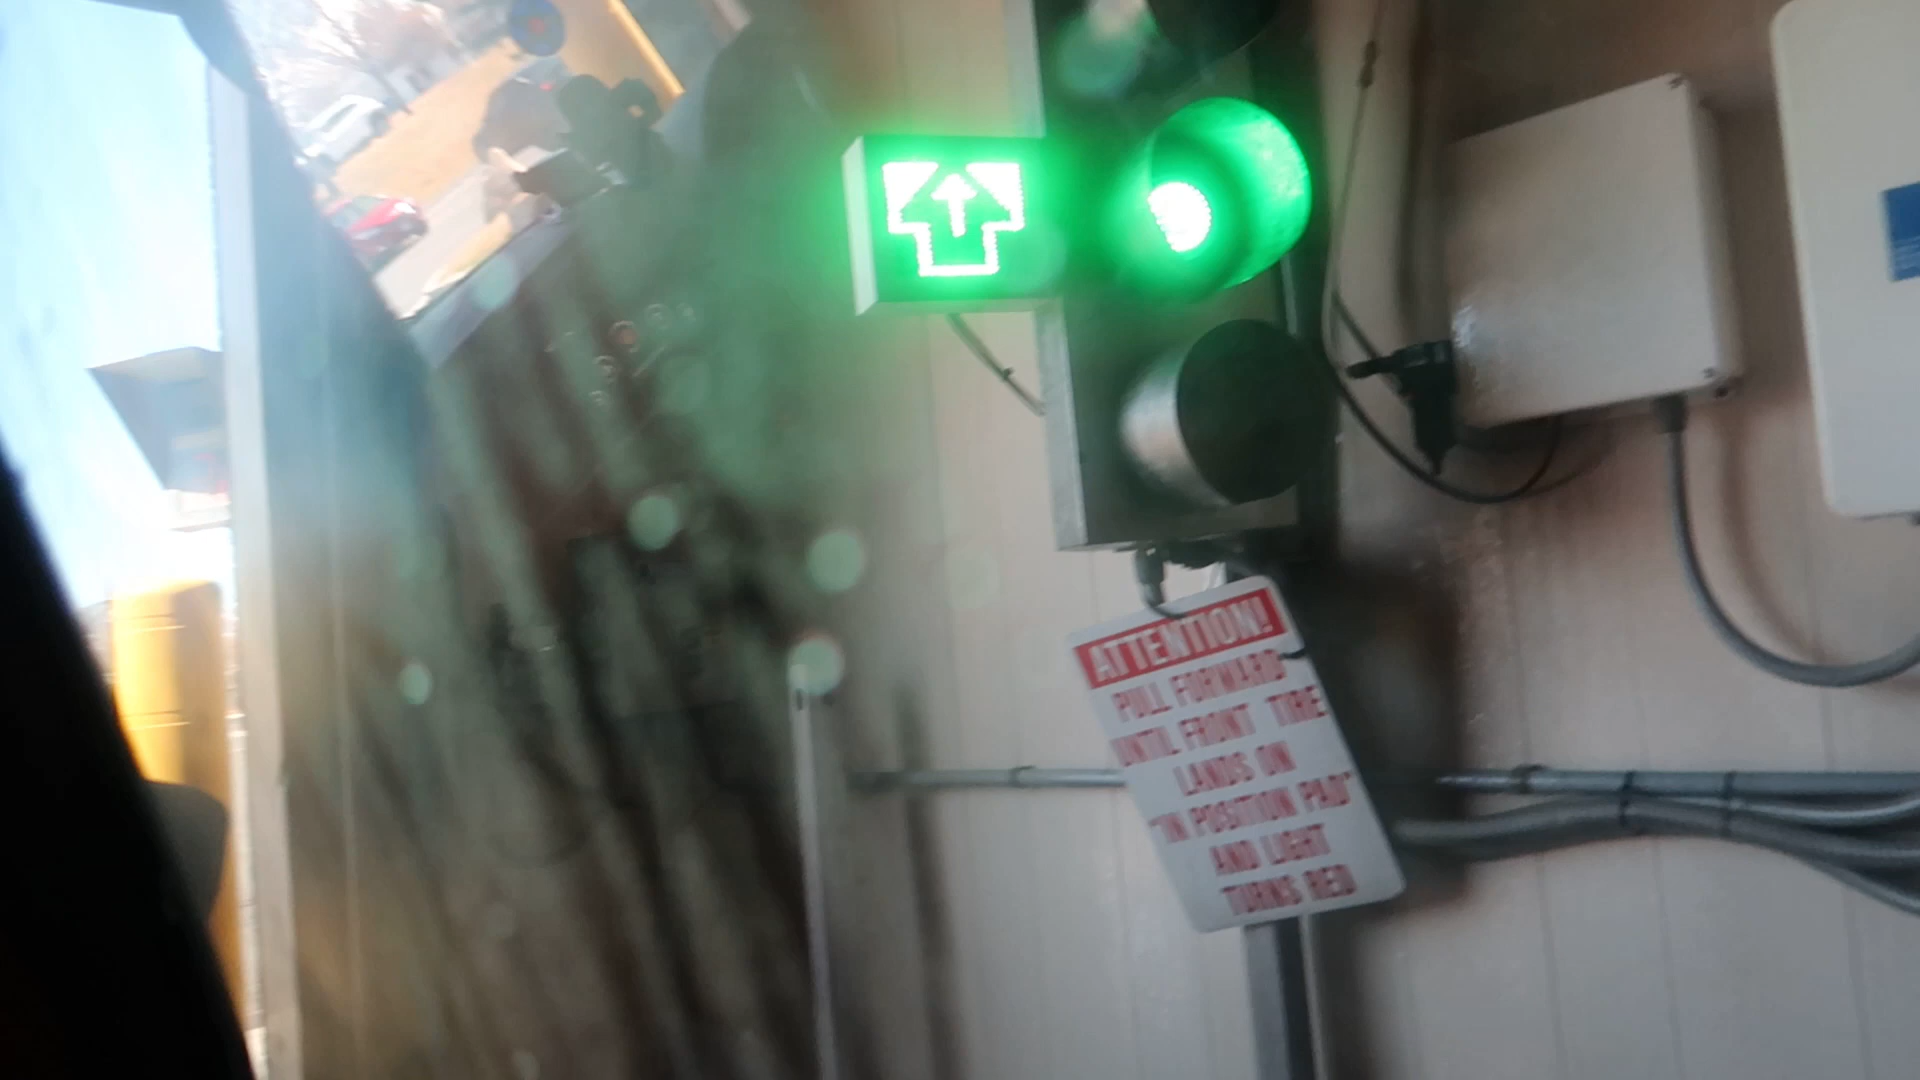 ATTENTION!
PULL FORWARD
UNTIL FRONT TIRE
LANDS ON
"IN POSITION PAD"
AND LIGHT
TURNS RED